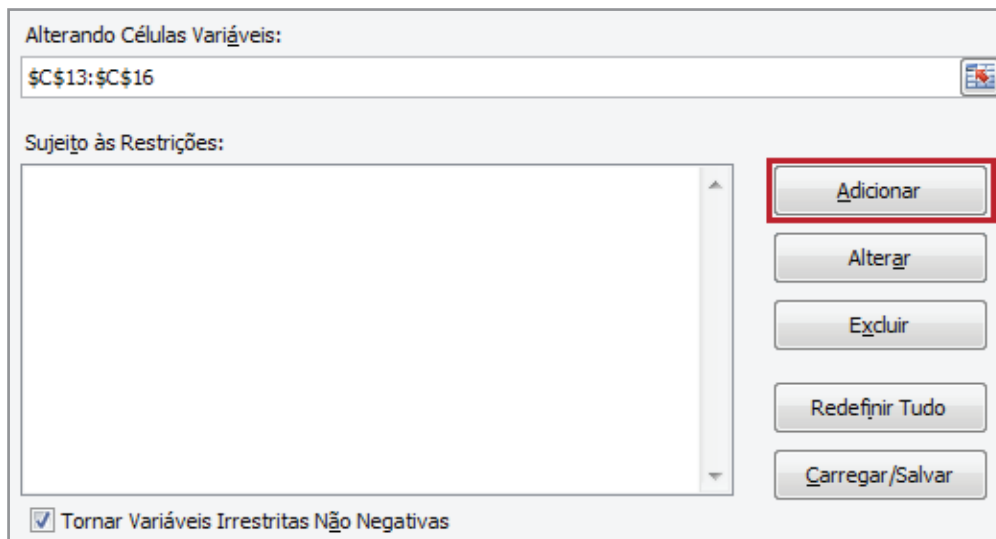 Alterando Células Variáveis:
$C$13:$C$16
Sujeito às Restrições:
Adicionar
Alterar
Excluir
Redefinir Tudo
Carregar/Salvar
Tornar Variáveis Irrestritas Não Negativas